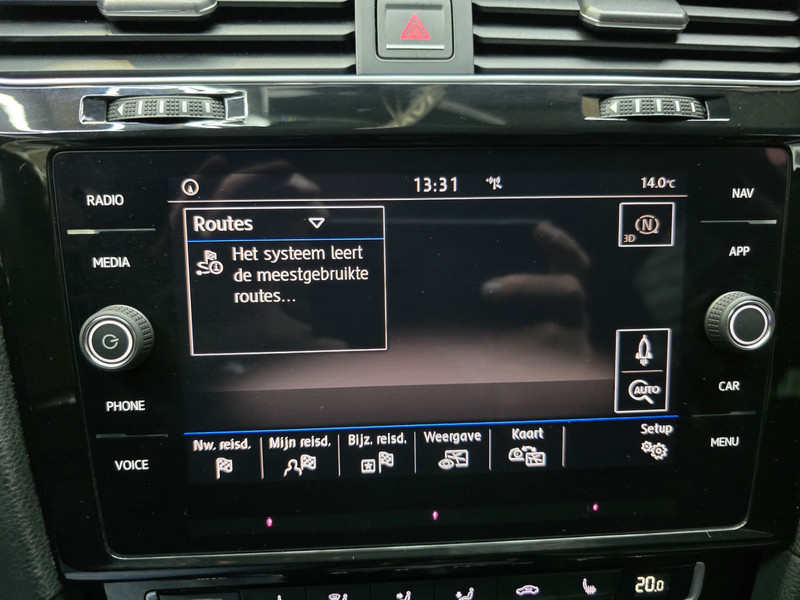 13:31
14.0°C
RADIO
NAV
Routes
N
3D
MEDIA
APP
Het systeem leert
de meestgebruikte
routes...
AUTO
CAR
PHONE
Nw. reisd.
Mijn reisd.
Bijz. reisd.
Weergave
Kaart
Setup
MENU
VOICE
20.0